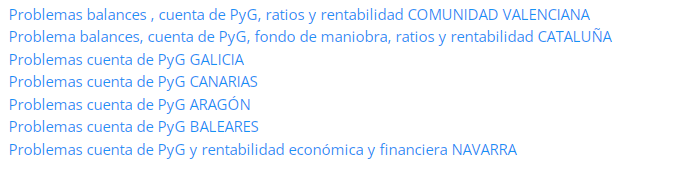 Problemas balances , cuenta de PyG, ratios y rentabilidad COMUNIDAD VALENCIANA
Problema balances, cuenta de PyG, fondo de maniobra, ratios y rentabilidad CATALUÑA
Problemas cuenta de PyG GALICIA
Problemas cuenta de PyG CANARIAS
Problemas cuenta de PyG ARAGÓN
Problemas cuenta de PyG BALEARES
Problemas cuenta de PyG y rentabilidad económica y financiera NAVARRA